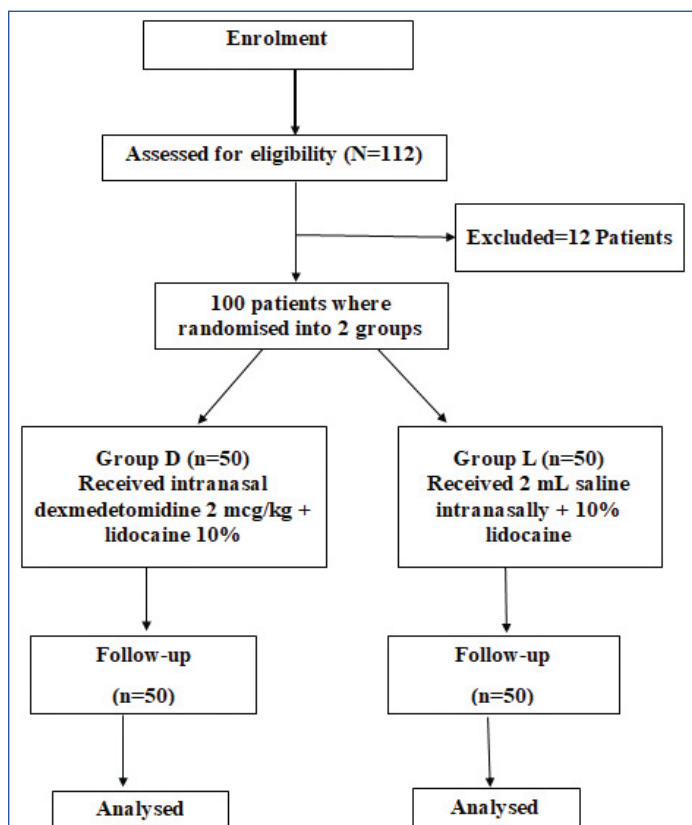 Enrolment
Assessed for eligibility (N=112)
Excluded=12 Patients
100 patients where
randomised into 2 groups
Group D (n=50)
Received intranasal
dexmedetomidine 2 mcg/kg +
lidocaine 10%
Group L (n=50)
Received 2 mL saline
intranasally + 10%
lidocaine
Follow-up
(n=50)
Follow-up
(n=50)
Analysed
Analysed